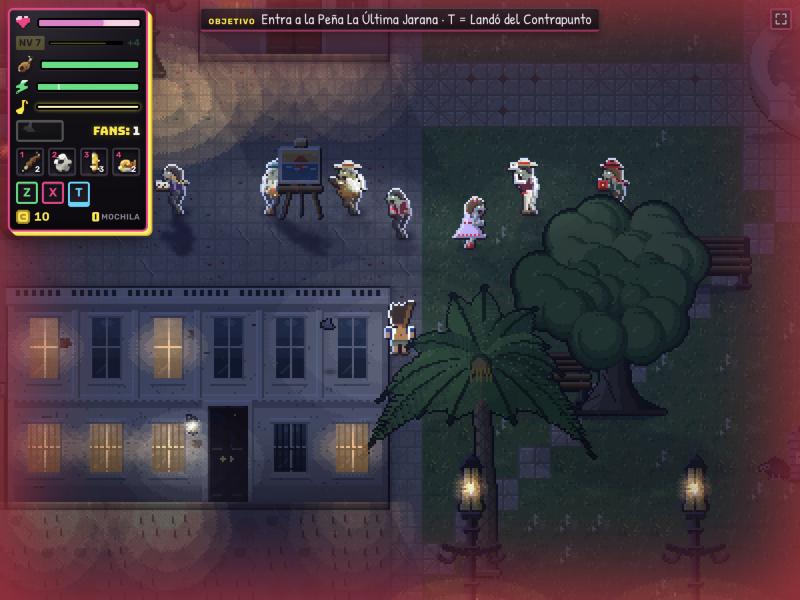 OBJETIVO Entra a la Peña La Última Jarana · T = Landó del Contrapunto
NV 7 +4
FANS: 1
1 2 2 3 3 4 2
Z X T
C 10 I MOCHILA